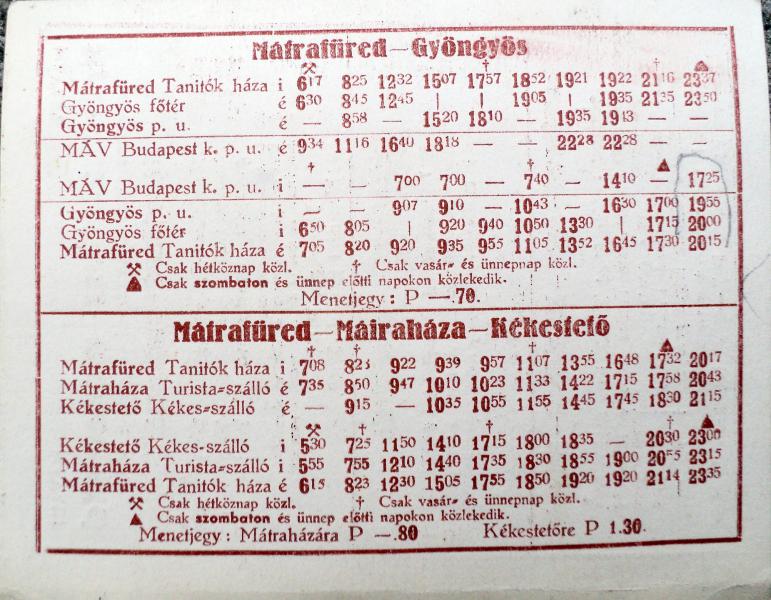 Mátrafüred—Gyöngyös
⚒ † † ▲
Mátrafüred Tanitók háza i 6¹⁷ 8²⁵ 12³² 15⁰⁷ 17⁵⁷ 18⁵² 19²¹ 19²² 21¹⁶ 23³⁷
Gyöngyös főtér é 6³⁰ 8⁴⁵ 12⁴⁵ | | 19⁰⁵ | 19³⁵ 21³⁵ 23⁵⁰
Gyöngyös p. u. é — 8⁵⁸ — 15²⁰ 18¹⁰ — 19³⁵ 19⁴³ — —
MÁV Budapest k. p. u. é 9³⁴ 11¹⁶ 16⁴⁰ 18¹⁸ — — 22²⁸ 22²⁸ — —
† † ▲
MÁV Budapest k. p. u. i — — 7⁰⁰ 7⁰⁰ — 7⁴⁰ — 14¹⁰ — 17²⁵
Gyöngyös p. u. i — — 9⁰⁷ 9¹⁰ — 10⁴³ — 16³⁰ 17⁰⁰ 19⁵⁵
Gyöngyös főtér i 6⁵⁰ 8⁰⁵ | 9²⁰ 9⁴⁰ 10⁵⁰ 13³⁰ | 17¹⁵ 20⁰⁰
Mátrafüred Tanitók háza é 7⁰⁵ 8²⁰ 9²⁰ 9³⁵ 9⁵⁵ 11⁰⁵ 13⁵² 16⁴⁵ 17³⁰ 20¹⁵
⚒ Csak hétköznap közl. † Csak vasár- és ünnepnap közl.
▲ Csak szombaton és ünnep előtti napokon közlekedik.
Menetjegy : P —.70.
Mátrafüred—Mátraháza—Kékestető
† † † ▲
Mátrafüred Tanitók háza i 7⁰⁸ 8²³ 9²² 9³⁹ 9⁵⁷ 11⁰⁷ 13⁵⁵ 16⁴⁸ 17³² 20¹⁷
Mátraháza Turista-szálló i 7³⁵ 8⁵⁰ 9⁴⁷ 10¹⁰ 10²³ 11³³ 14²² 17¹⁵ 17⁵⁸ 20⁴³
Kékestető Kékes-szálló é — 9¹⁵ — 10³⁵ 10⁵⁵ 11⁵⁵ 14⁴⁵ 17⁴⁵ 18³⁰ 21¹⁵
⚒ † † † ▲
Kékestető Kékes-szálló i 5³⁰ 7²⁵ 11⁵⁰ 14¹⁰ 17¹⁵ 18⁰⁰ 18³⁵ — 20³⁰ 23⁰⁰
Mátraháza Turista-szálló i 5⁵⁵ 7⁵⁵ 12¹⁰ 14⁴⁰ 17³⁵ 18³⁰ 18⁵⁵ 19⁰⁰ 20⁵⁵ 23¹⁵
Mátrafüred Tanitók háza é 6¹⁵ 8²³ 12³⁰ 15⁰⁵ 17⁵⁵ 18⁵⁰ 19²⁰ 19²⁰ 21¹⁴ 23³⁵
⚒ Csak hétköznap közl. † Csak vasár- és ünnepnap közl.
▲ Csak szombaton és ünnep előtti napokon közlekedik.
Menetjegy : Mátraházára P —.80 Kékestetőre P 1.30.